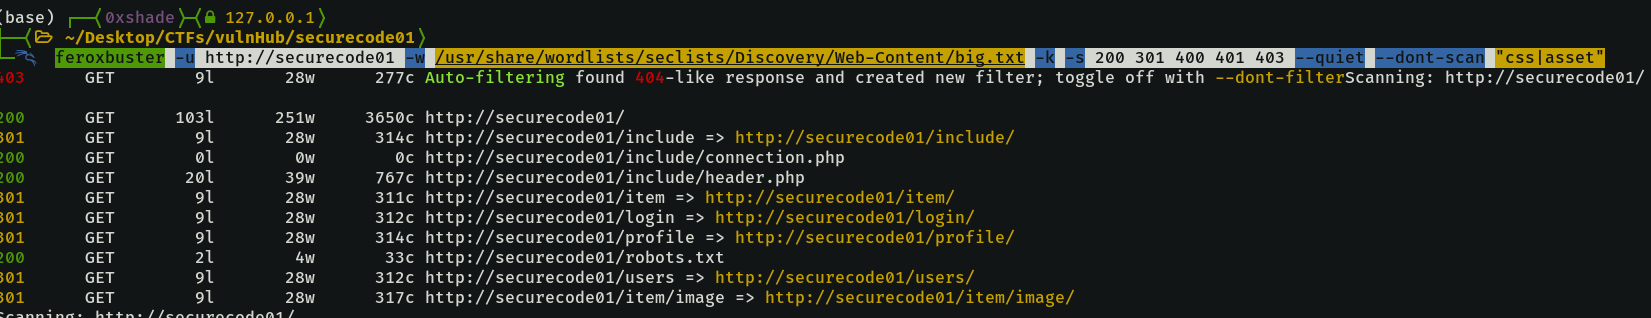 (base) 0xshade 127.0.0.1
~/Desktop/CTFs/vulnHub/securecode01
feroxbuster -u http://securecode01 -w /usr/share/wordlists/seclists/Discovery/Web-Content/big.txt -k -s 200 301 400 401 403 --quiet --dont-scan "css|asset"
403 GET 9l 28w 277c Auto-filtering found 404-like response and created new filter; toggle off with --dont-filterScanning: http://securecode01/
200 GET 103l 251w 3650c http://securecode01/
301 GET 9l 28w 314c http://securecode01/include => http://securecode01/include/
200 GET 0l 0w 0c http://securecode01/include/connection.php
200 GET 20l 39w 767c http://securecode01/include/header.php
301 GET 9l 28w 311c http://securecode01/item => http://securecode01/item/
301 GET 9l 28w 312c http://securecode01/login => http://securecode01/login/
301 GET 9l 28w 314c http://securecode01/profile => http://securecode01/profile/
200 GET 2l 4w 33c http://securecode01/robots.txt
301 GET 9l 28w 312c http://securecode01/users => http://securecode01/users/
301 GET 9l 28w 317c http://securecode01/item/image => http://securecode01/item/image/
Scanning: http://securecode01/